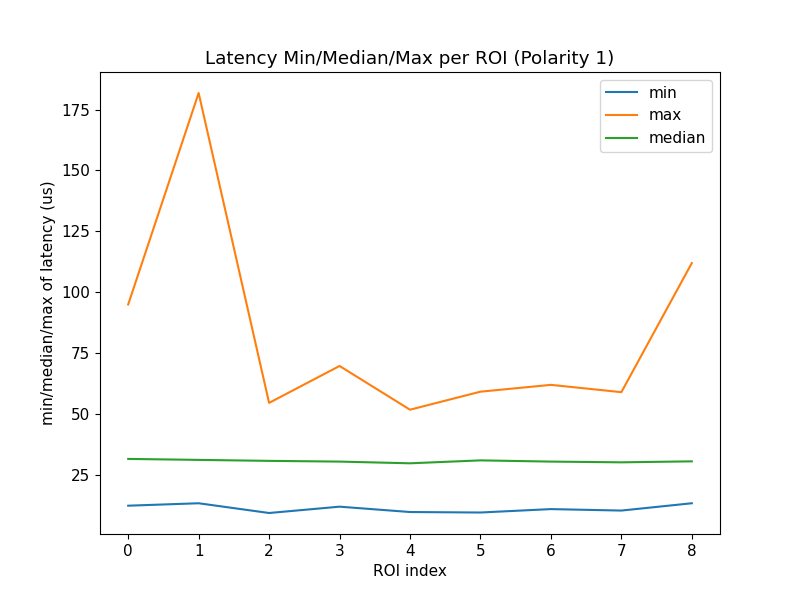 Latency Min/Median/Max per ROI (Polarity 1)
min
max
median
min/median/max of latency (us)
175
150
125
100
75
50
25
0 1 2 3 4 5 6 7 8
ROI index